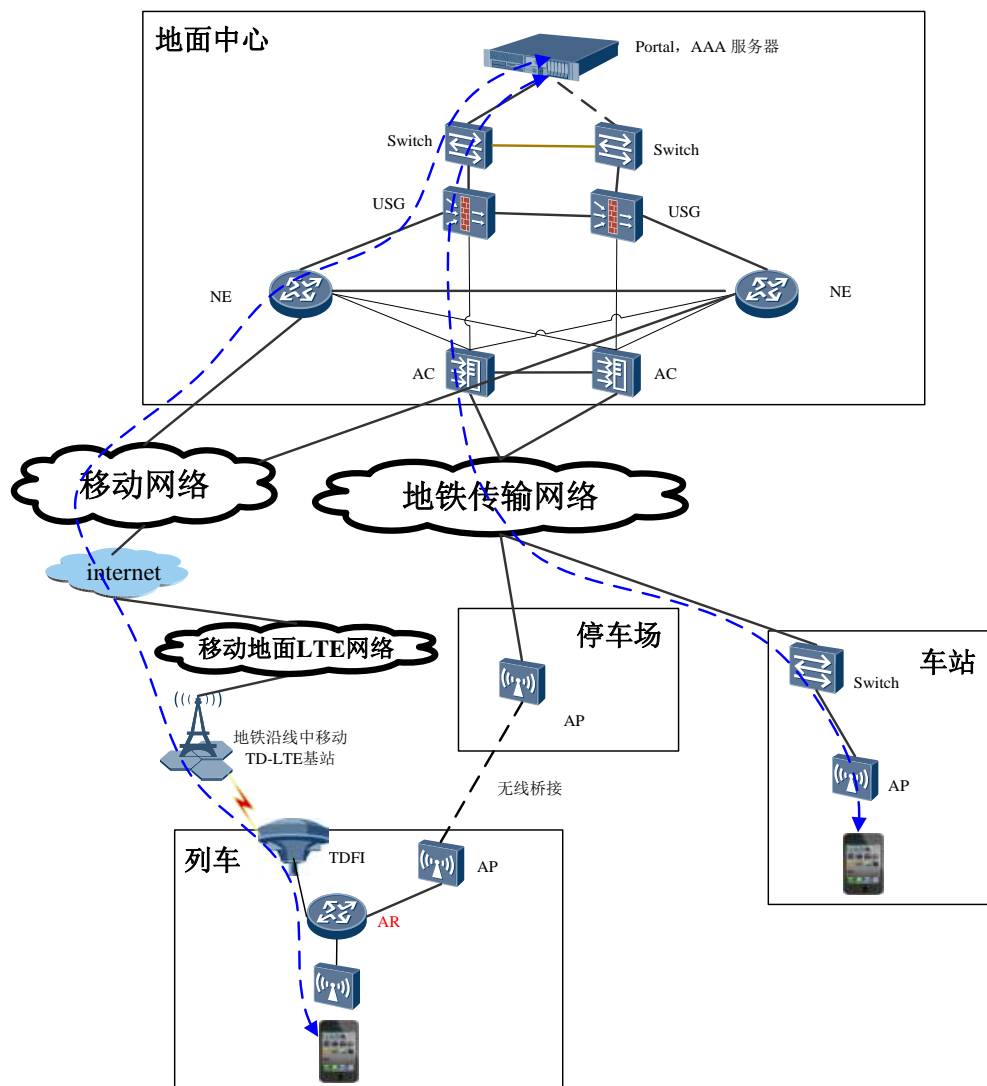 地面中心
Portal，AAA 服务器
Switch
Switch
USG
USG
NE
NE
AC
AC
移动网络
地铁传输网络
internet
移动地面LTE网络
停车场
车站
Switch
AP
地铁沿线中移动
TD-LTE基站
无线桥接
AP
列车
TDFI
AP
AR